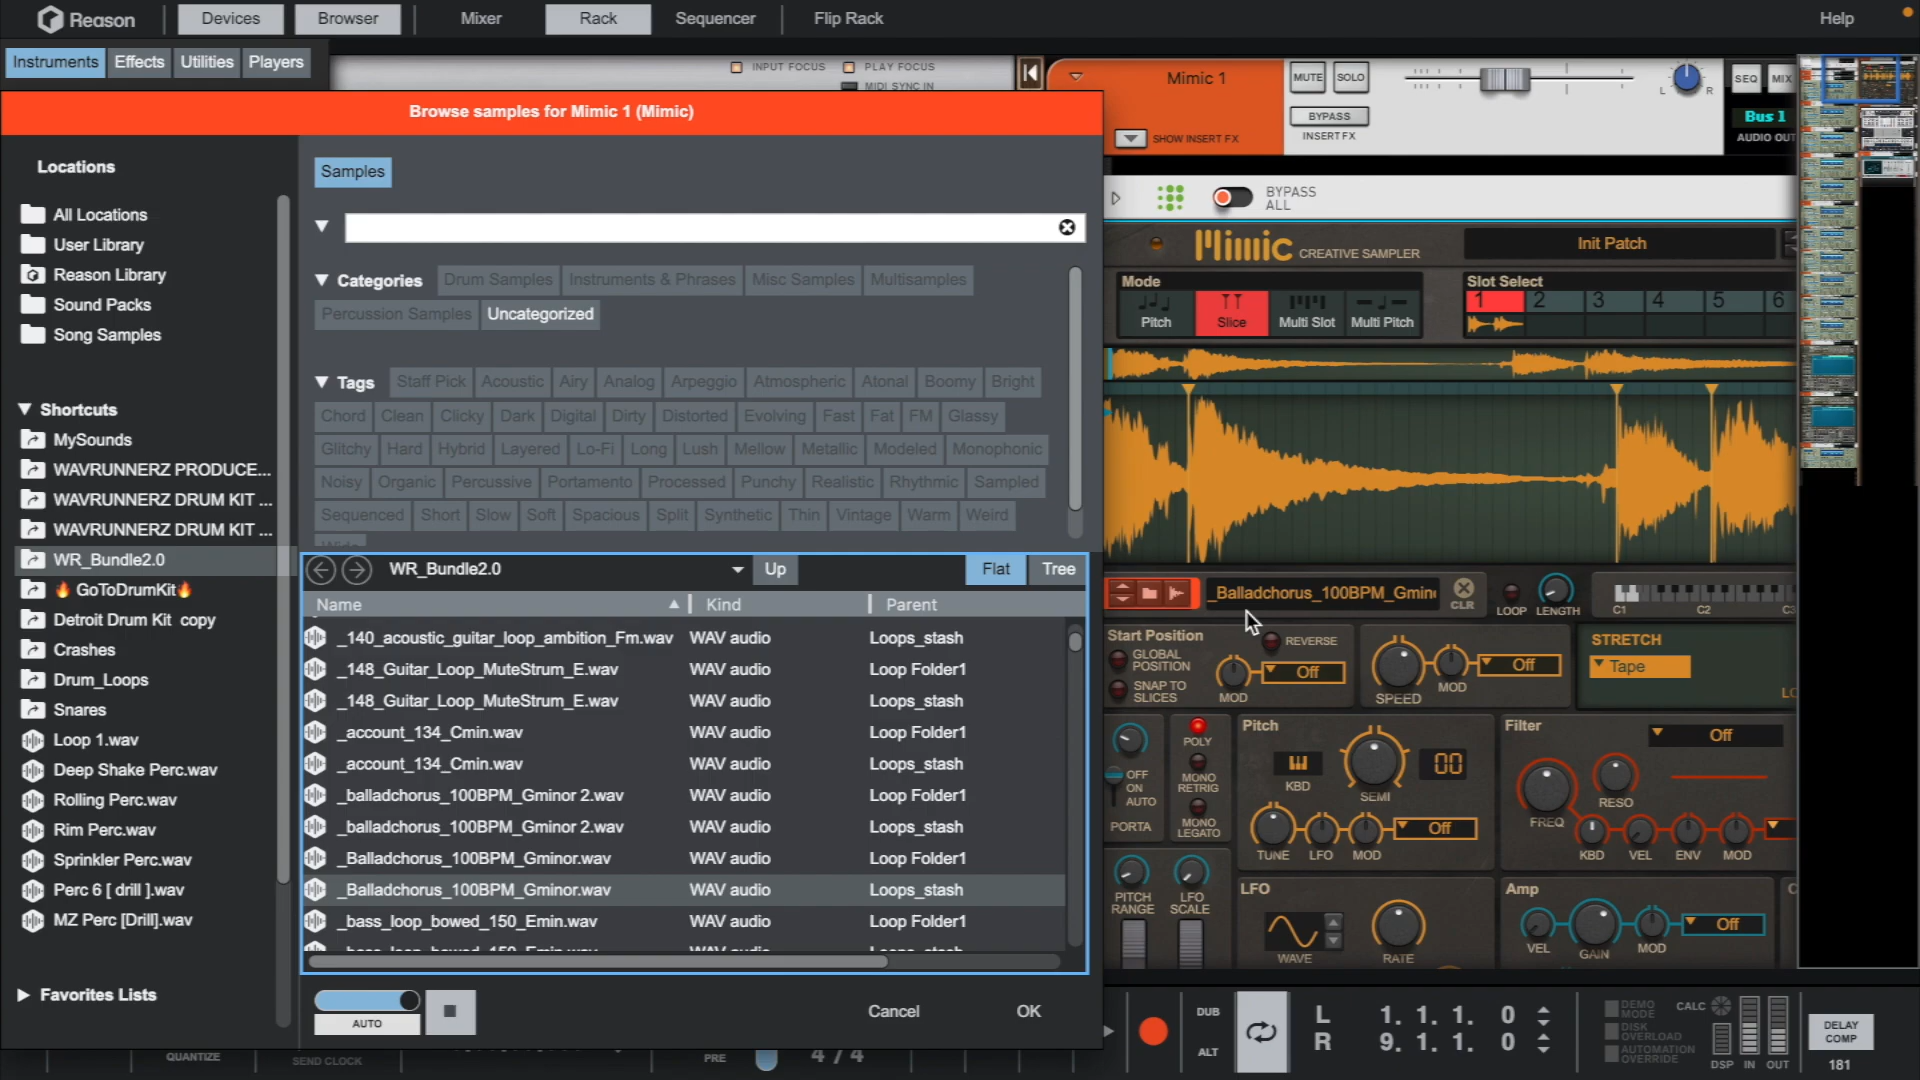 Reason
Devices
Browser
Mixer
Rack
Sequencer
Flip Rack
Help
Instruments
Effects
Utilities
Players
INPUT FOCUS
PLAY FOCUS
MIDI SYNC IN
Mimic 1
MUTE
SOLO
BYPASS
INSERT FX
SHOW INSERT FX
L
R
SEQ
MIX
Bus 1
AUDIO OUT
Browse samples for Mimic 1 (Mimic)
Locations
All Locations
User Library
Reason Library
Sound Packs
Song Samples
Shortcuts
MySounds
WAVRUNNERZ PRODUCE...
WAVRUNNERZ DRUM KIT ...
WAVRUNNERZ DRUM KIT ...
WR_Bundle2.0
🔥 GoToDrumKit🔥
Detroit Drum Kit copy
Crashes
Drum_Loops
Snares
Loop 1.wav
Deep Shake Perc.wav
Rolling Perc.wav
Rim Perc.wav
Sprinkler Perc.wav
Perc 6 [ drill ].wav
MZ Perc [Drill].wav
Favorites Lists
Samples
Categories
Drum Samples
Instruments & Phrases
Misc Samples
Multisamples
Percussion Samples
Uncategorized
Tags
Staff Pick
Acoustic
Airy
Analog
Arpeggio
Atmospheric
Atonal
Boomy
Bright
Chord
Clean
Clicky
Dark
Digital
Dirty
Distorted
Evolving
Fast
Fat
FM
Glassy
Glitchy
Hard
Hybrid
Layered
Lo-Fi
Long
Lush
Mellow
Metallic
Modeled
Monophonic
Noisy
Organic
Percussive
Portamento
Processed
Punchy
Realistic
Rhythmic
Sampled
Sequenced
Short
Slow
Soft
Spacious
Split
Synthetic
Thin
Vintage
Warm
Weird
WR_Bundle2.0
Up
Flat
Tree
Name
Kind
Parent
_140_acoustic_guitar_loop_ambition_Fm.wav WAV audio Loops_stash
_148_Guitar_Loop_MuteStrum_E.wav WAV audio Loop Folder1
_148_Guitar_Loop_MuteStrum_E.wav WAV audio Loops_stash
_account_134_Cmin.wav WAV audio Loop Folder1
_account_134_Cmin.wav WAV audio Loops_stash
_balladchorus_100BPM_Gminor 2.wav WAV audio Loop Folder1
_balladchorus_100BPM_Gminor 2.wav WAV audio Loops_stash
_Balladchorus_100BPM_Gminor.wav WAV audio Loop Folder1
_Balladchorus_100BPM_Gminor.wav WAV audio Loops_stash
_bass_loop_bowed_150_Emin.wav WAV audio Loop Folder1
AUTO
Cancel
OK
BYPASS
ALL
Mimic CREATIVE SAMPLER
Init Patch
Mode
Pitch
Slice
Multi Slot
Multi Pitch
Slot Select
1 2 3 4 5 6
_Balladchorus_100BPM_Gmin
CLR
LOOP
LENGTH
C1
C2
Start Position
GLOBAL
POSITION
SNAP TO
SLICES
REVERSE
MOD
Off
SPEED
MOD
Off
STRETCH
Tape
OFF
ON
AUTO
PORTA
POLY
MONO
RETRIG
MONO
LEGATO
PITCH
RANGE
LFO
SCALE
Pitch
KBD
SEMI
00
TUNE
LFO
MOD
Off
Filter
Off
FREQ
RESO
KBD
VEL
ENV
MOD
LFO
WAVE
RATE
Amp
VEL
GAIN
MOD
Off
QUANTIZE
SEND CLOCK
PRE
4 / 4
DUB
ALT
L 1. 1. 1. 0
R 9. 1. 1. 0
DEMO
MODE
DISK
OVERLOAD
AUTOMATION
OVERRIDE
CALC
DSP
IN
OUT
DELAY
COMP
181